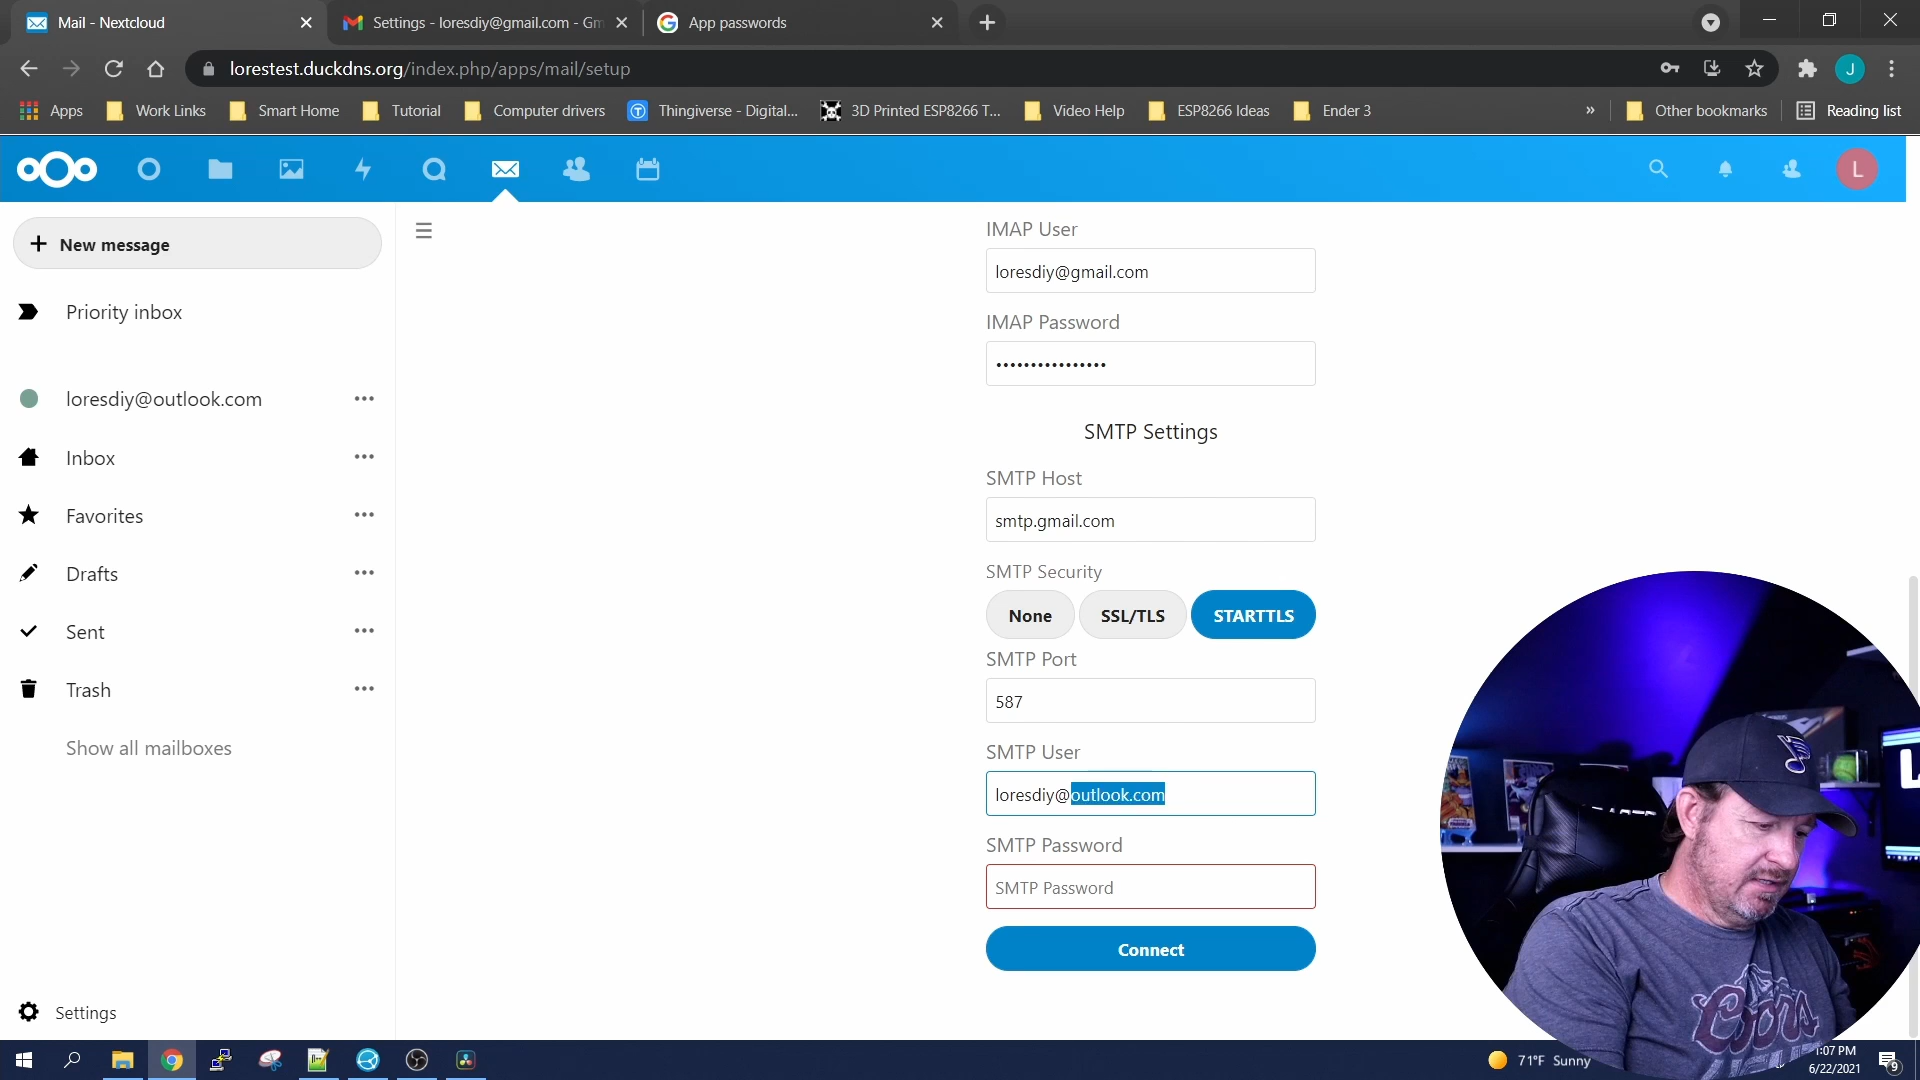 Mail - Nextcloud
Settings - loresdiy@gmail.com - Gm
App passwords
lorestest.duckdns.org/index.php/apps/mail/setup
J
Apps
Work Links
Smart Home
Tutorial
Computer drivers
Thingiverse - Digital...
3D Printed ESP8266 T...
Video Help
ESP8266 Ideas
Ender 3
»
Other bookmarks
Reading list
L
+ New message
Priority inbox
loresdiy@outlook.com
Inbox
Favorites
Drafts
Sent
Trash
Show all mailboxes
Settings
IMAP User
loresdiy@gmail.com
IMAP Password
••••••••••••••••
SMTP Settings
SMTP Host
smtp.gmail.com
SMTP Security
None
SSL/TLS
STARTTLS
SMTP Port
587
SMTP User
loresdiy@outlook.com
SMTP Password
SMTP Password
Connect
Coors
71°F Sunny
1:07 PM
6/22/2021
9